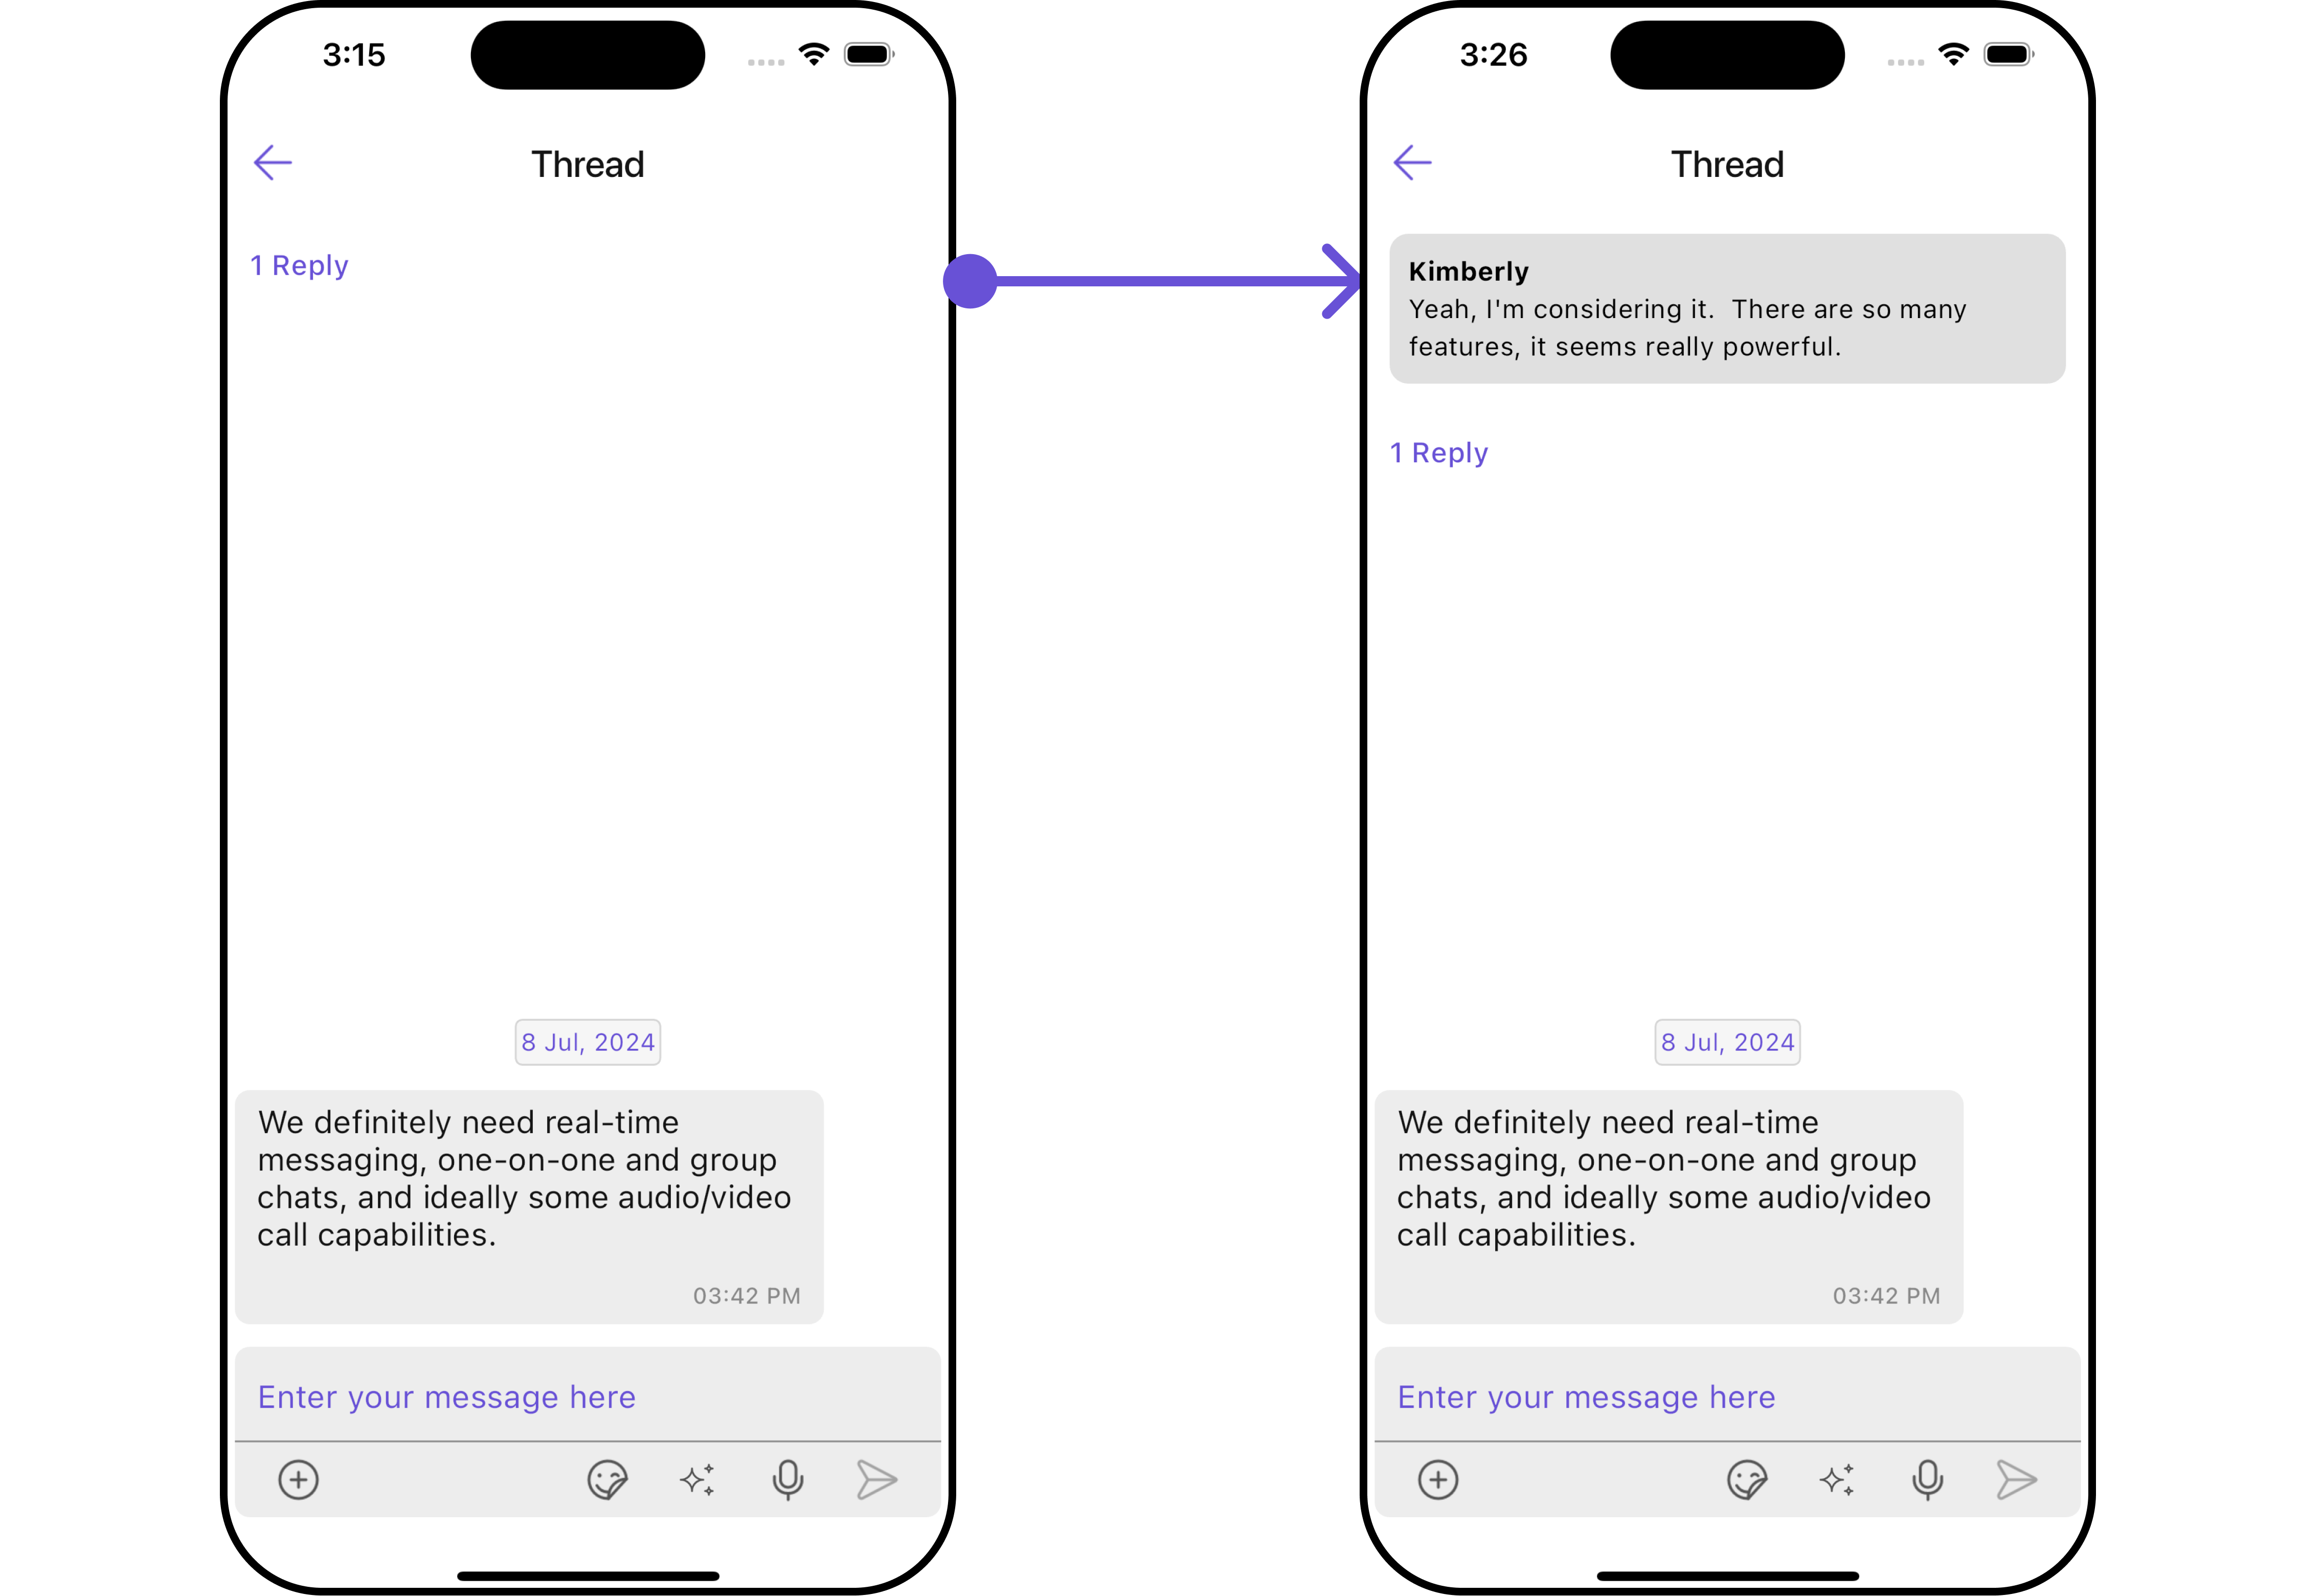 3:15
Thread
1 Reply
8 Jul, 2024
We definitely need real-time
messaging, one-on-one and group
chats, and ideally some audio/video
call capabilities.
03:42 PM
Enter your message here
3:26
Thread
Kimberly
Yeah, I'm considering it.  There are so many
features, it seems really powerful.
1 Reply
8 Jul, 2024
We definitely need real-time
messaging, one-on-one and group
chats, and ideally some audio/video
call capabilities.
03:42 PM
Enter your message here